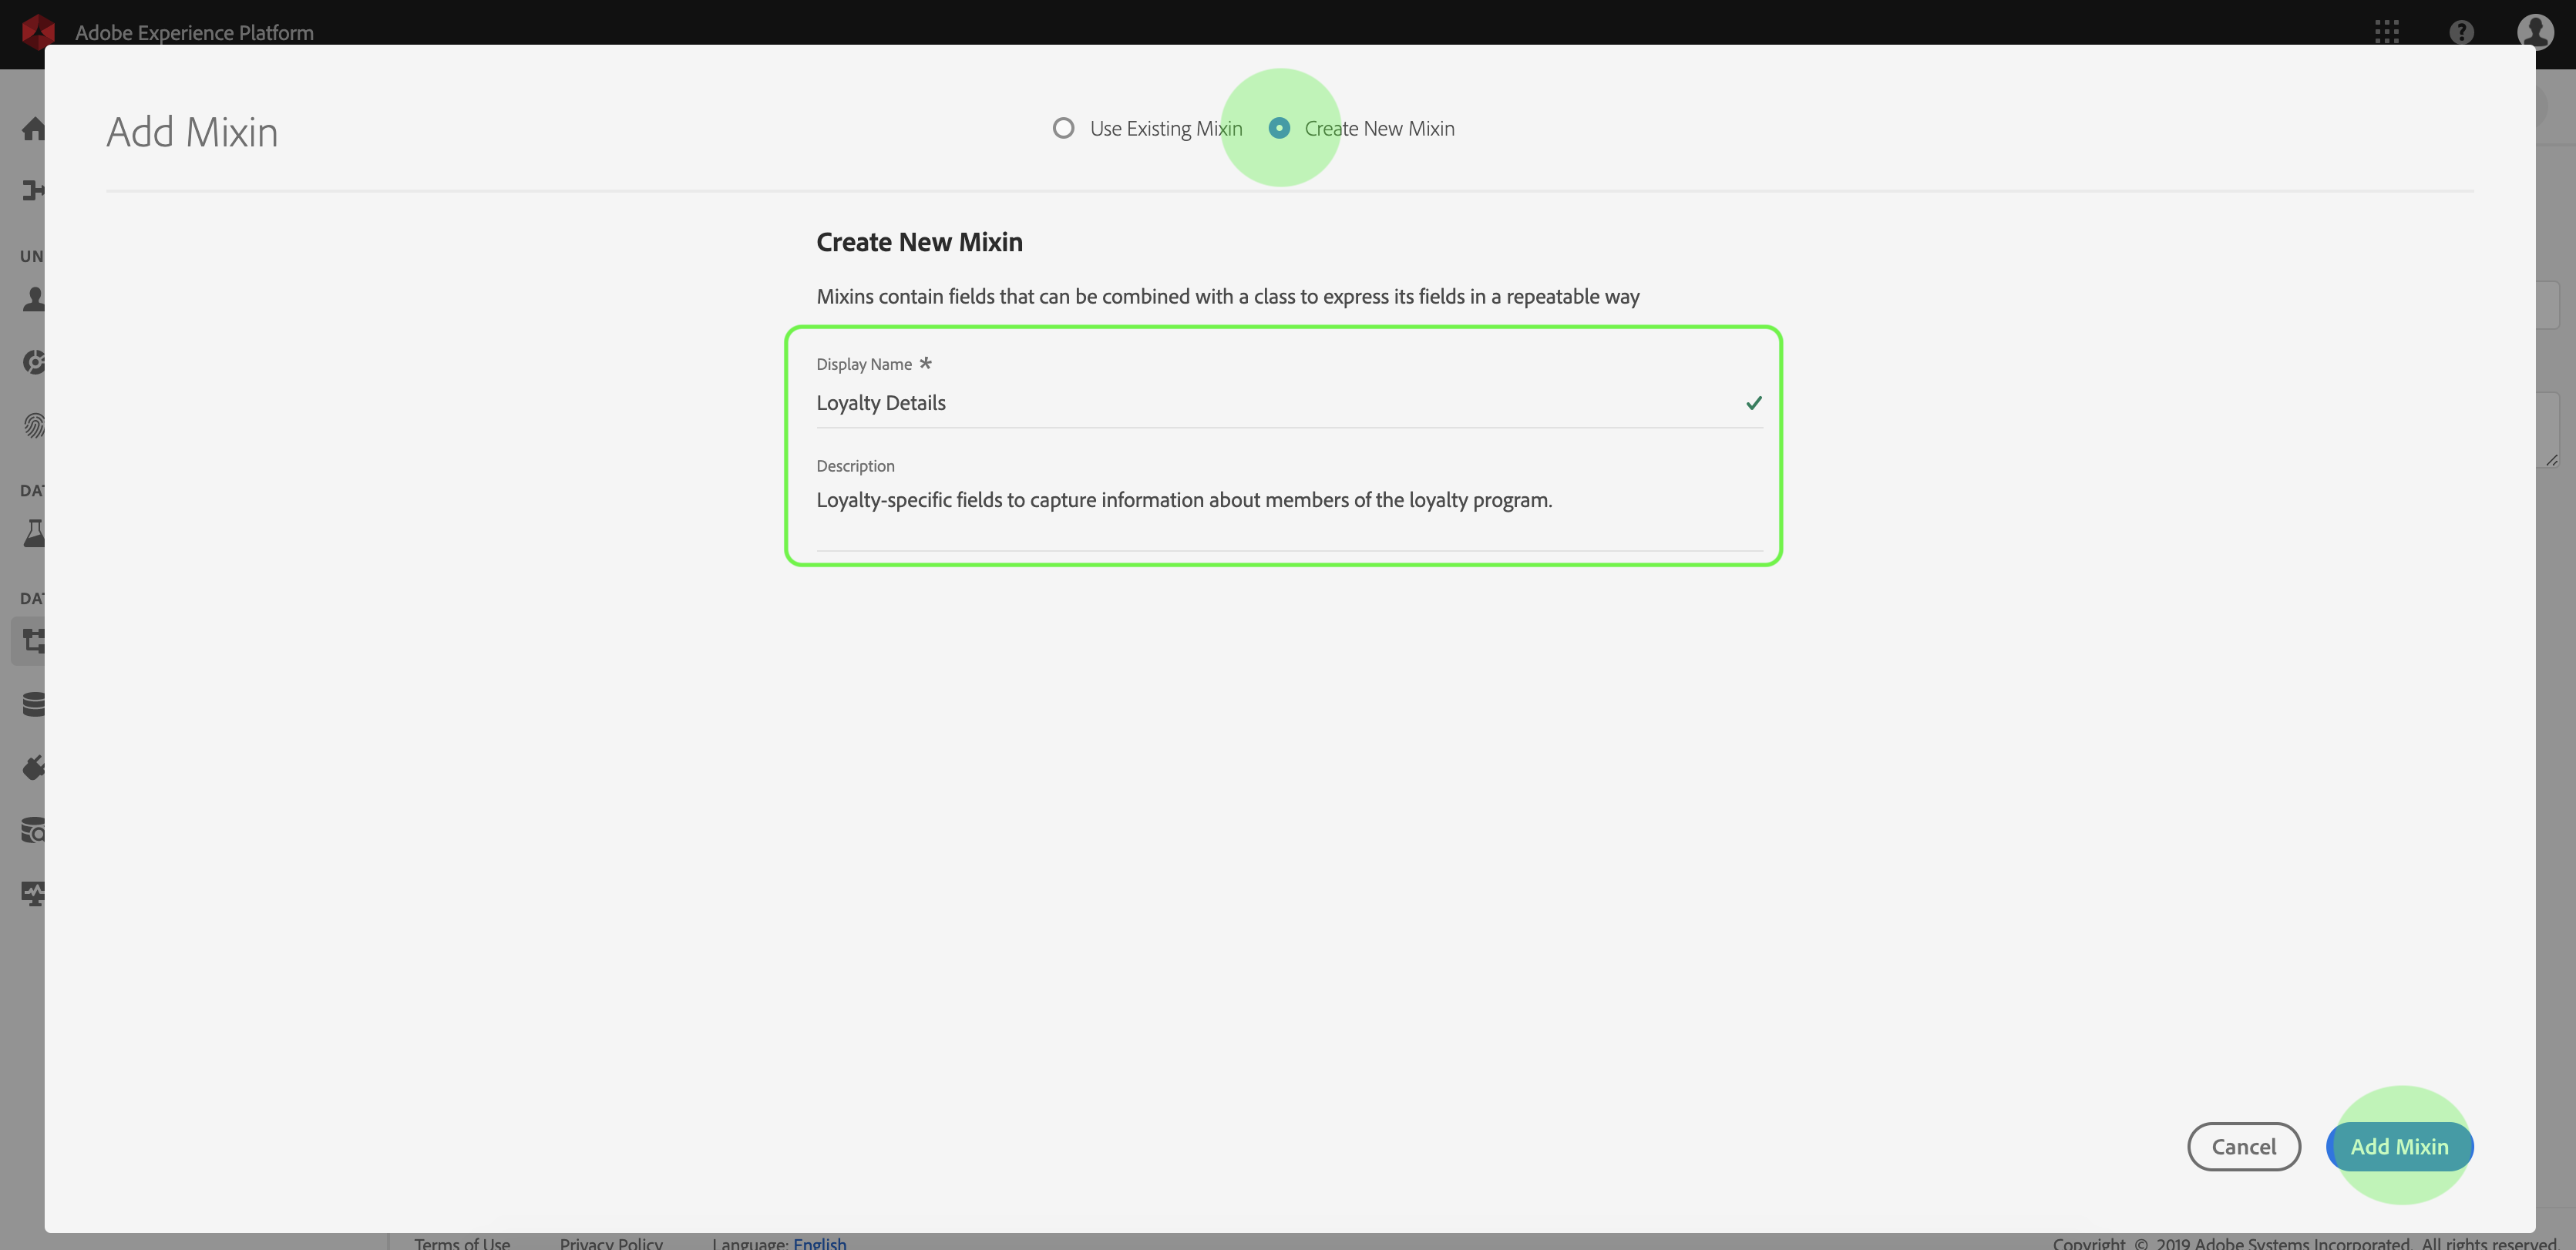 Adobe Experience Platform
Add Mixin
Use Existing Mixin
Create New Mixin
Create New Mixin
Mixins contain fields that can be combined with a class to express its fields in a repeatable way
Display Name *
Loyalty Details
Description
Loyalty-specific fields to capture information about members of the loyalty program.
UN
DAT
DAT
Cancel
Add Mixin
Terms of Use
Privacy Policy
Language: English
Copyright © 2019 Adobe Systems Incorporated. All rights reserved.